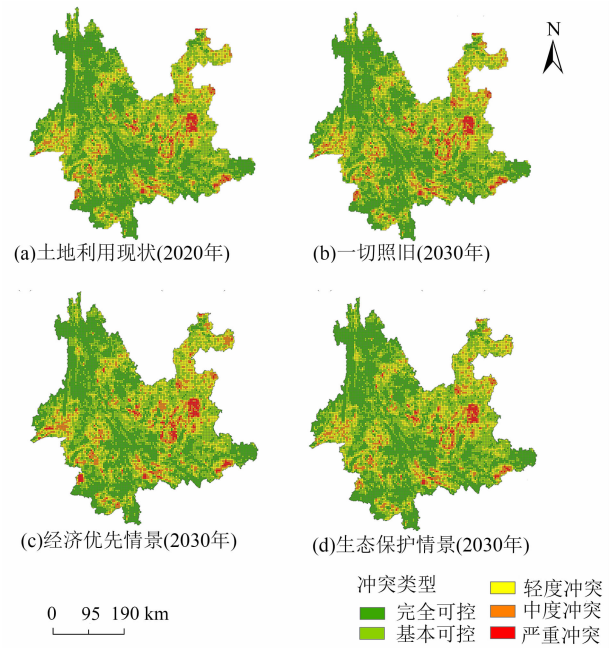 N
(a)土地利用现状(2020年)
(b)一切照旧(2030年)
(c)经济优先情景(2030年)
(d)生态保护情景(2030年)
冲突类型
完全可控
基本可控
轻度冲突
中度冲突
严重冲突
0 95 190 km